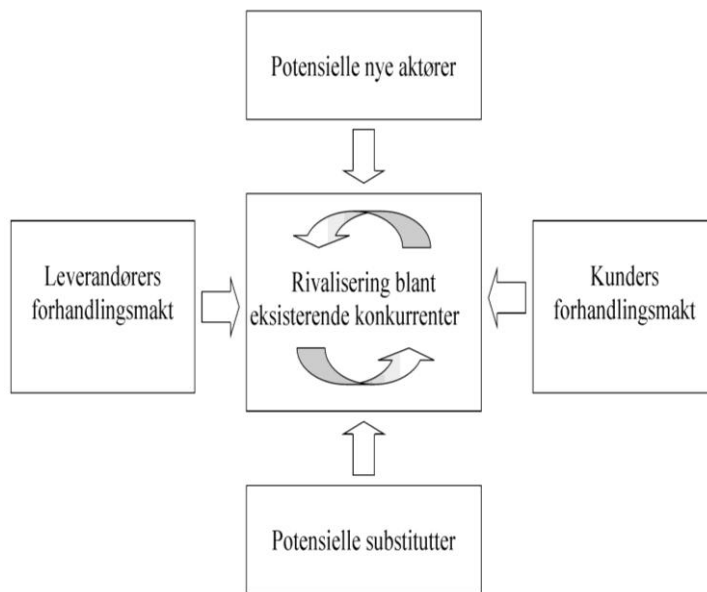 Potensielle nye aktører
Leverandørers
forhandlingsmakt
Rivalisering blant
eksisterende konkurrenter
Kunders
forhandlingsmakt
Potensielle substitutter